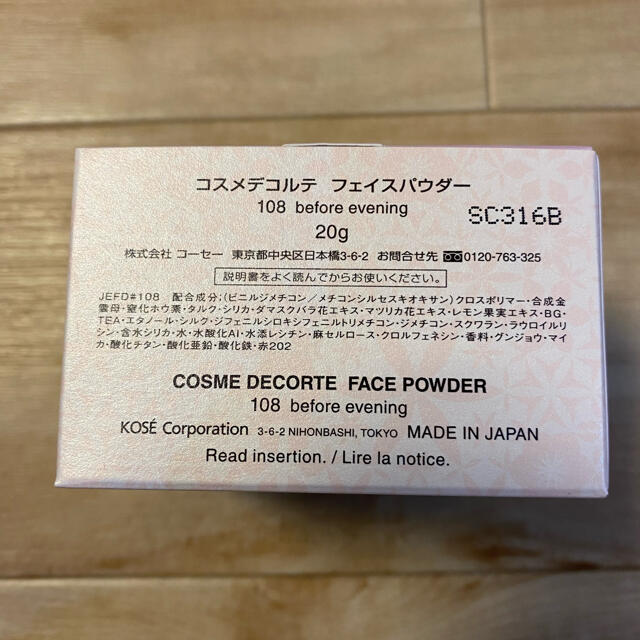 コスメデコルテ フェイスパウダー
108 before evening
SC316B
20g
株式会社 コーセー 東京都中央区日本橋3-6-2 お問合せ先 0120-763-325
説明書をよく読んでからお使いください。
JEFD#108 配合成分;(ビニルジメチコン/メチコンシルセスキオキサン)クロスポリマー・合成金
雲母・窒化ホウ素・タルク・シリカ・ダマスクバラ花エキス・マツリカ花エキス・レモン果実エキス・BG・
TEA・エタノール・シルク・ジフェニルシロキシフェニルトリメチコン・ジメチコン・スクワラン・ラウロイルリ
シン・含水シリカ・水・水酸化Al・水添レシチン・麻セルロース・クロルフェネシン・香料・グンジョウ・マイ
カ・酸化チタン・酸化亜鉛・酸化鉄・赤202
COSME DECORTE FACE POWDER
108 before evening
KOSÉ Corporation 3-6-2 NIHONBASHI, TOKYO MADE IN JAPAN
Read insertion. / Lire la notice.